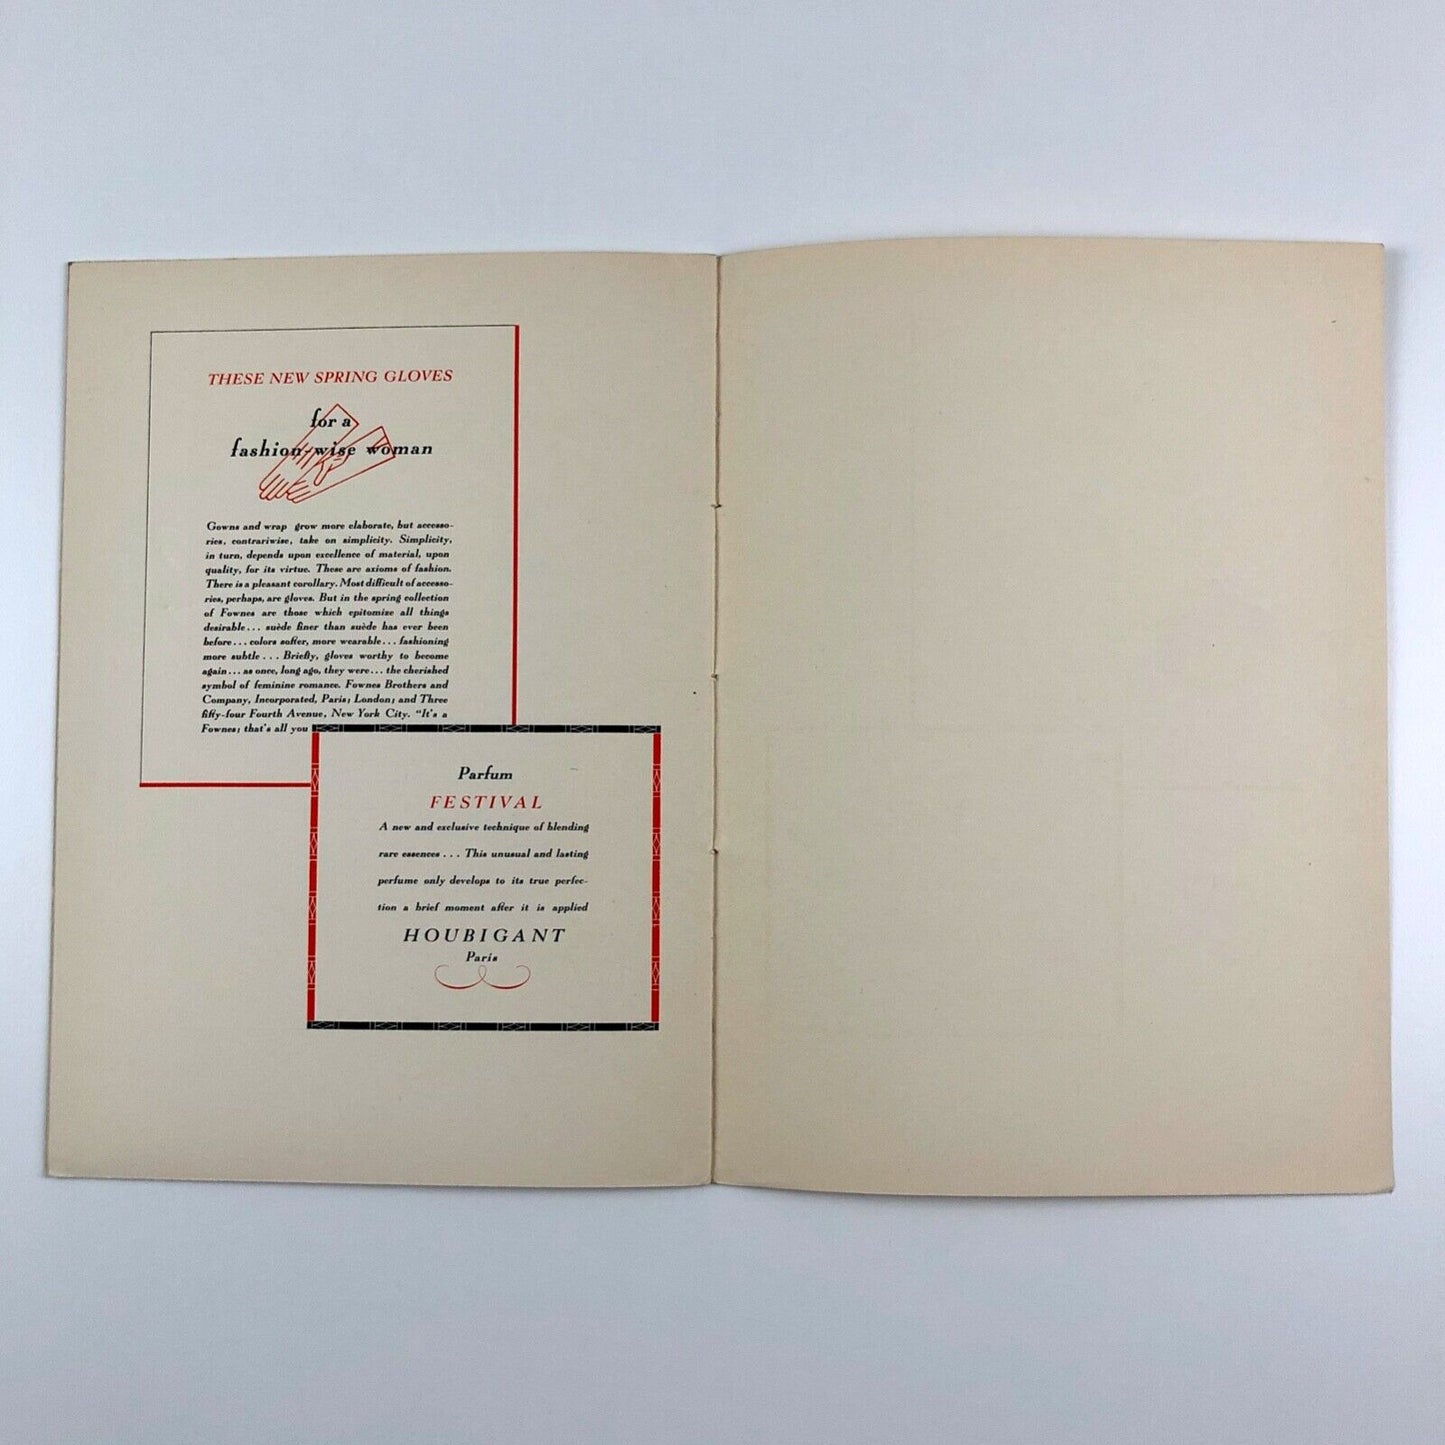 THESE NEW SPRING GLOVES
for a
fashion-wise woman
Gowns and wrap grow more elaborate, but accesso-
ries, contrariwise, take on simplicity. Simplicity,
in turn, depends upon excellence of material, upon
quality, for its virtue. These are axioms of fashion.
There is a pleasant corollary. Most difficult of accesso-
ries, perhaps, are gloves. But in the spring collection
of Fownes are those which epitomize all things
desirable... suède finer than suède has ever been
before... colors softer, more wearable... fashioning
more subtle... Briefly, gloves worthy to become
again... as once, long ago, they were... the cherished
symbol of feminine romance. Fownes Brothers and
Company, Incorporated, Paris; London; and Three
fifty-four Fourth Avenue, New York City. "It's a
Fownes; that's all you
Parfum
FESTIVAL
A new and exclusive technique of blending
rare essences... This unusual and lasting
perfume only develops to its true perfec-
tion a brief moment after it is applied
HOUBIGANT
Paris